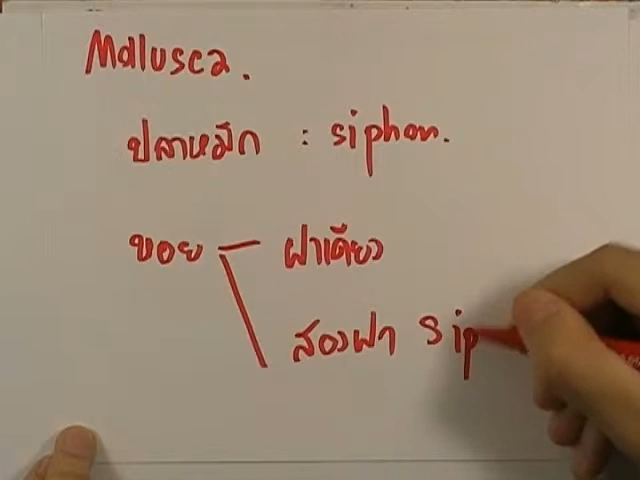 Mollusca.
ปลาหมึก : siphon.
หอย — ฝาเดียว
สองฝา sip